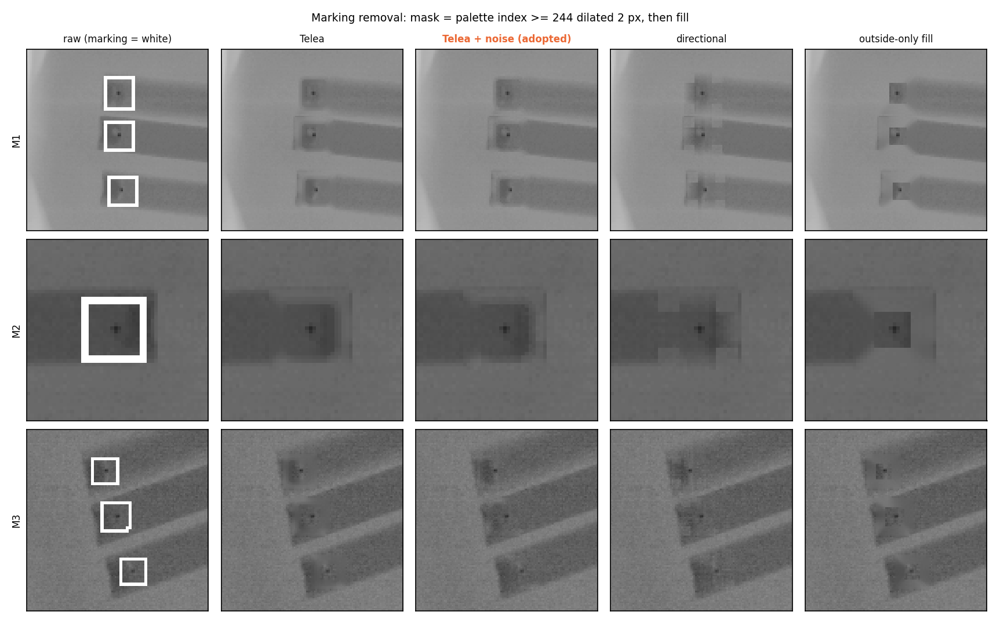 Marking removal: mask = palette index >= 244 dilated 2 px, then fill
raw (marking = white)
Telea
Telea + noise (adopted)
directional
outside-only fill
M1
M2
M3